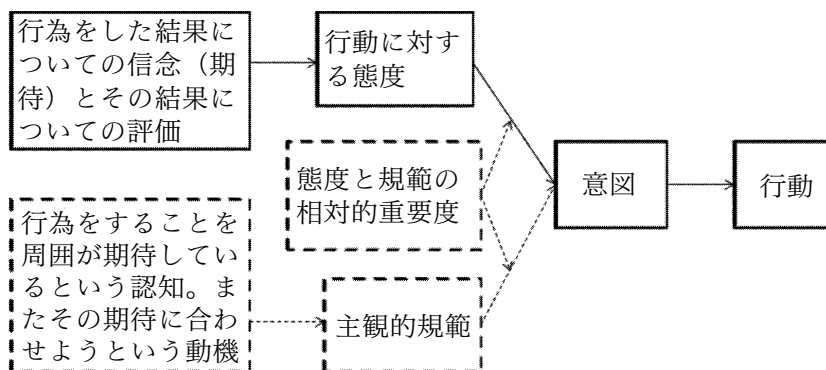 行為をした結果に
ついての信念（期
待）とその結果に
ついての評価
行動に対す
る態度
態度と規範の
相対的重要度
意図
行動
行為をすることを
周囲が期待してい
るという認知。ま
たその期待に合わ
せようという動機
主観的規範